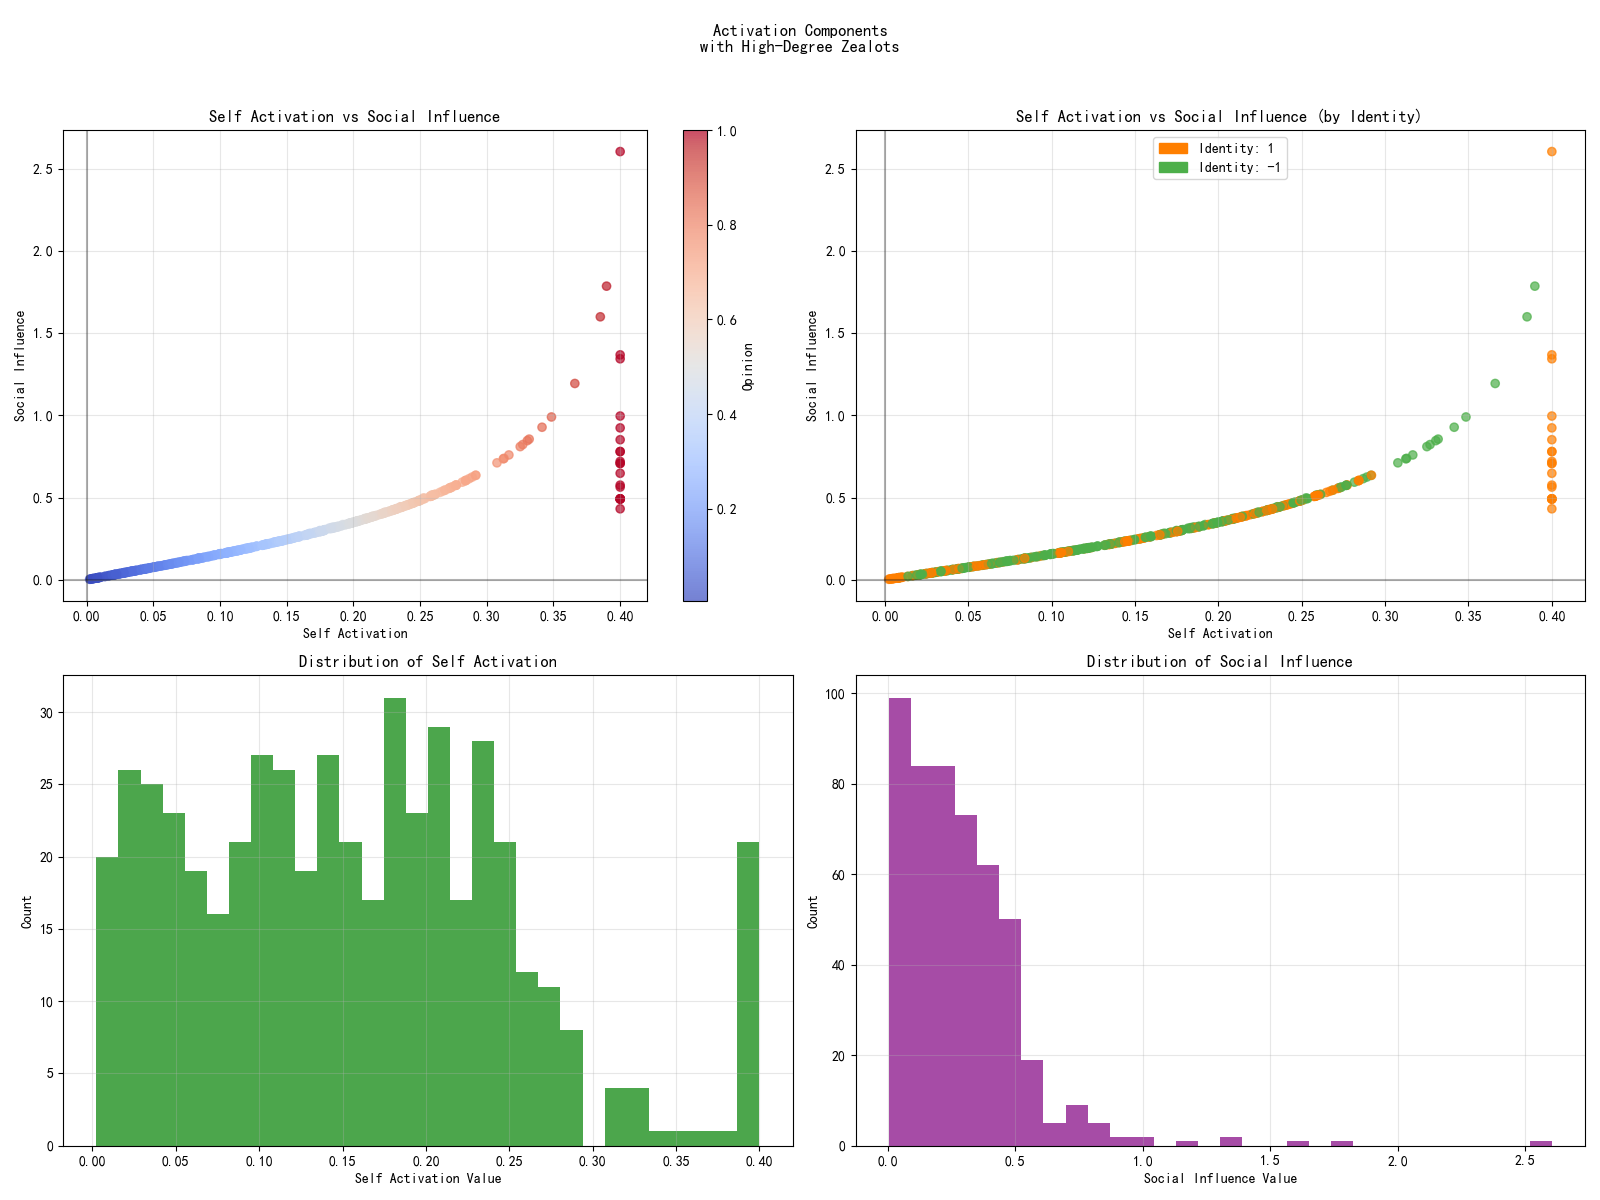 Activation Components
with High-Degree Zealots
Self Activation vs Social Influence
Social Influence
2.5
2.0
1.5
1.0
0.5
0.0
0.00 0.05 0.10 0.15 0.20 0.25 0.30 0.35 0.40
Self Activation
1.0
0.8
0.6
0.4
0.2
Opinion
Self Activation vs Social Influence (by Identity)
Identity: 1
Identity: -1
Social Influence
2.5
2.0
1.5
1.0
0.5
0.0
0.00 0.05 0.10 0.15 0.20 0.25 0.30 0.35 0.40
Self Activation
Distribution of Self Activation
Count
30
25
20
15
10
5
0
0.00 0.05 0.10 0.15 0.20 0.25 0.30 0.35 0.40
Self Activation Value
Distribution of Social Influence
Count
100
80
60
40
20
0
0.0 0.5 1.0 1.5 2.0 2.5
Social Influence Value